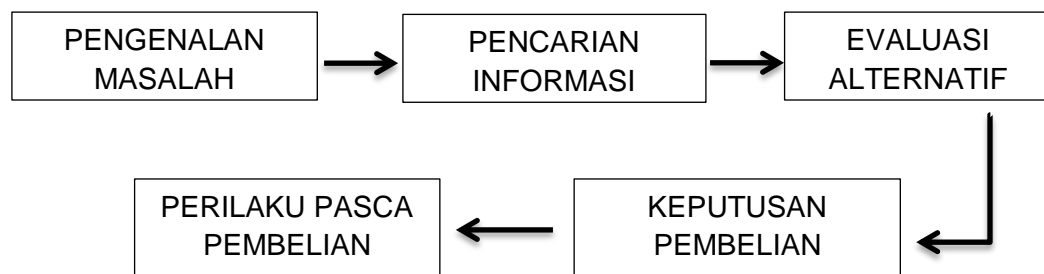 PENGENALAN
MASALAH
PENCARIAN
INFORMASI
EVALUASI
ALTERNATIF
KEPUTUSAN
PEMBELIAN
PERILAKU PASCA
PEMBELIAN